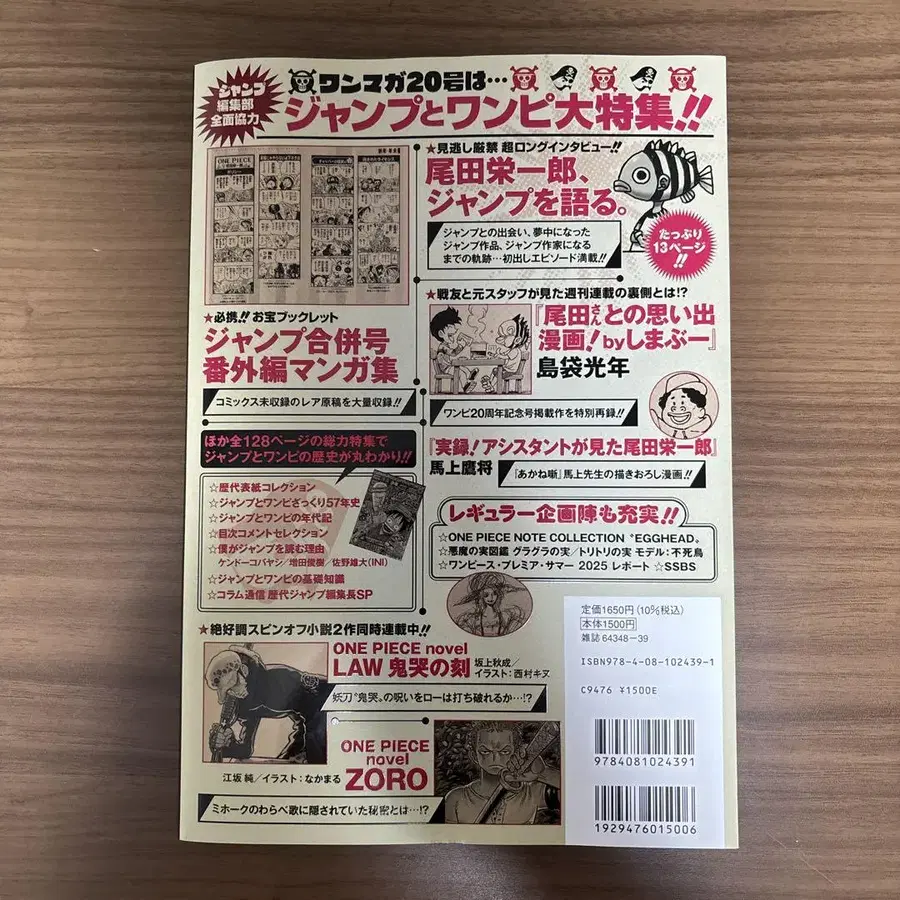 ジャンプ
編集部
全面協力
ワンマガ20号は…
ジャンプとワンピ大特集!!
ONE PIECE
★見逃し厳禁 超ロングインタビュー!!
尾田栄一郎、
ジャンプを語る。
ジャンプとの出会い、夢中になった
ジャンプ作品、ジャンプ作家になる
までの軌跡…初出しエピソード満載!!
たっぷり
13ページ
!!
★必携!! お宝ブックレット
ジャンプ合併号
番外編マンガ集
コミックス未収録のレア原稿を大量収録!!
★戦友と元スタッフが見た週刊連載の裏側とは!?
『尾田さんとの思い出
漫画!byしまぶー』
島袋光年
ワンピ20周年記念号掲載作を特別再録!!
『実録!アシスタントが見た尾田栄一郎』
馬上鷹将
『あかね噺』馬上先生の描きおろし漫画!!
ほか全128ページの総力特集で
ジャンプとワンピの歴史が丸わかり!!
☆歴代表紙コレクション
☆ジャンプとワンピざっくり57年史
☆ジャンプとワンピの年代記
☆目次コメントセレクション
☆僕がジャンプを読む理由
ケンドーコバヤシ/増田俊樹/佐野雄大(INI)
☆ジャンプとワンピの基礎知識
☆コラム通信 歴代ジャンプ編集長SP
レギュラー企画陣も充実!!
☆ONE PIECE NOTE COLLECTION “EGGHEAD”
☆悪魔の実図鑑 グラグラの実/トリトリの実 モデル:不死鳥
☆ワンピース・プレミア・サマー 2025 レポート ☆SSBS
★絶好調スピンオフ小説2作同時連載中!!
ONE PIECE novel
LAW 鬼哭の刻
坂上秋成/
イラスト:西村キヌ
妖刀“鬼哭”の呪いをローは打ち破れるか…!?
ONE PIECE
novel
ZORO
江坂 純/イラスト:なかまる
ミホークのわらべ歌に隠されていた秘密とは…!?
定価1650円(10%税込)
本体1500円
雑誌 64348-39
ISBN978-4-08-102439-1
C9476 ¥1500E
9784081024391
1929476015006